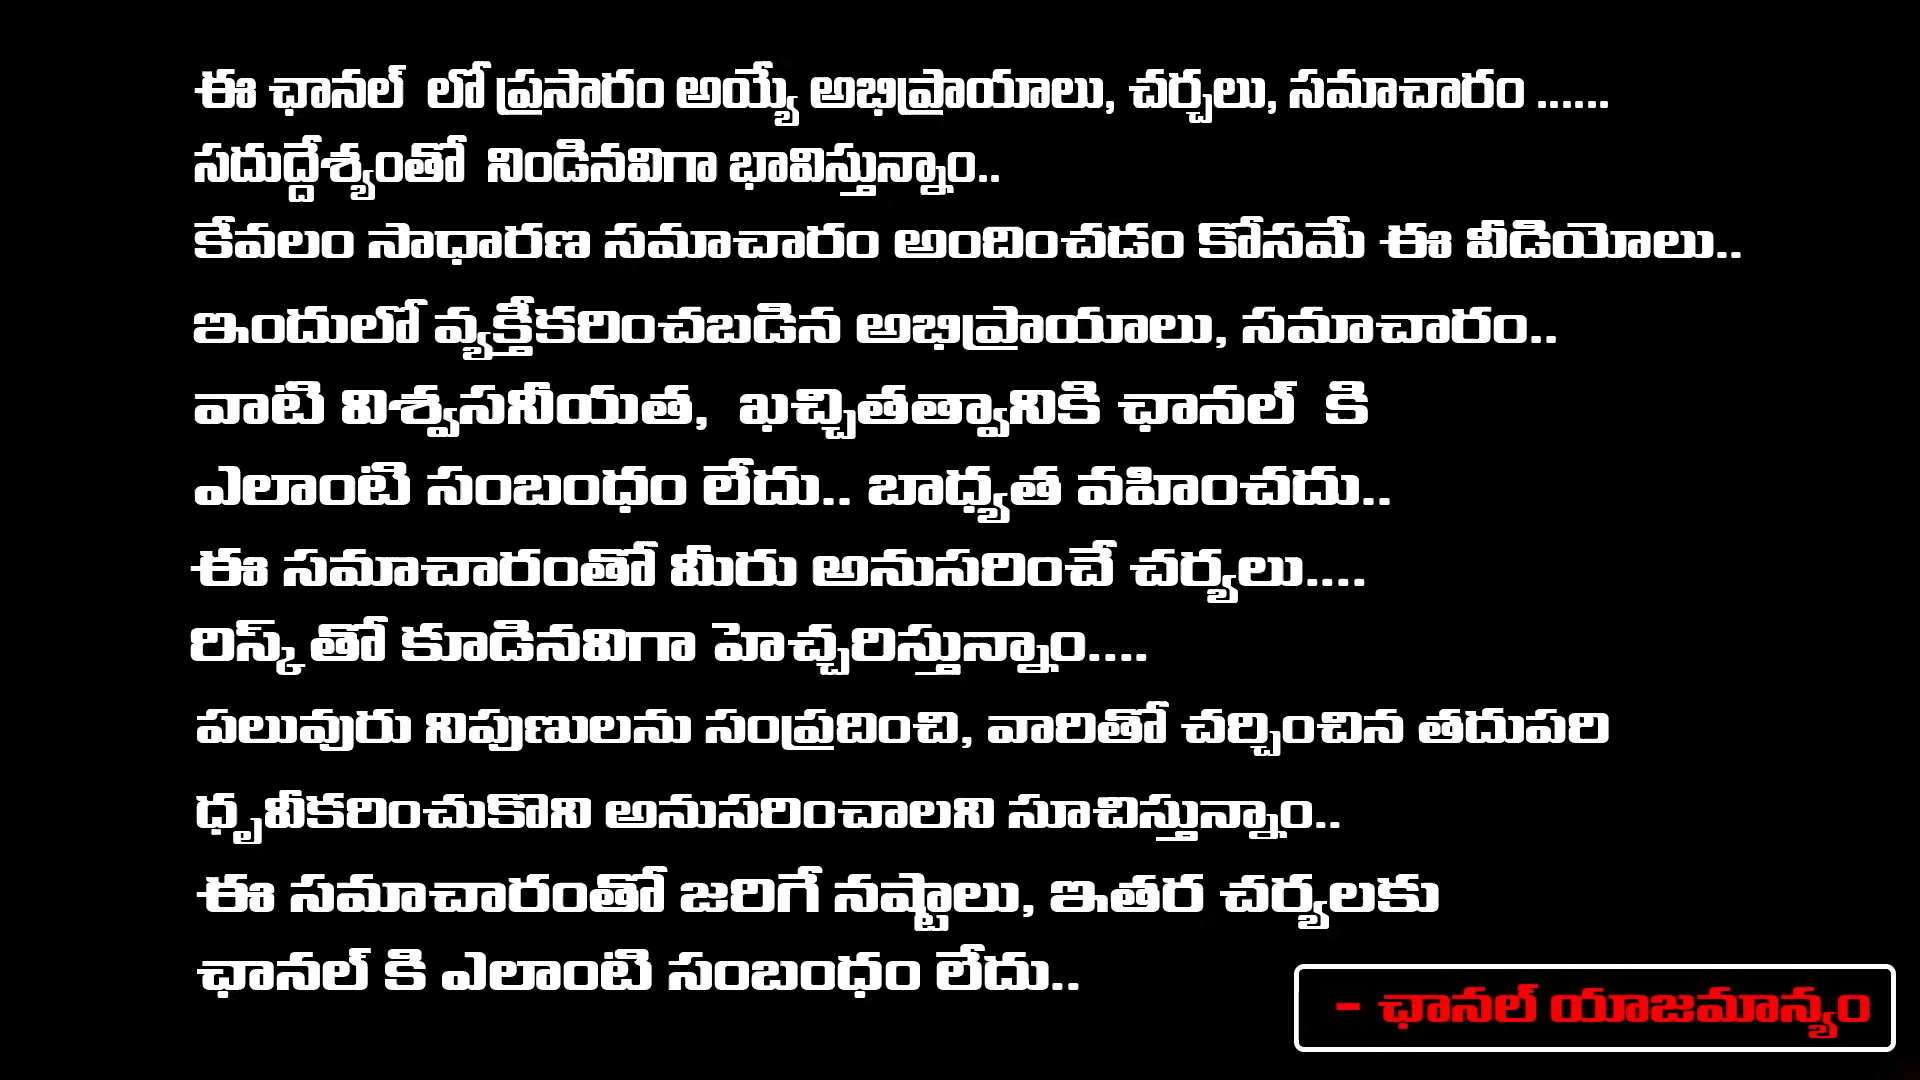 ఈ ఛానల్ లో ప్రసారం అయ్యే అభిప్రాయాలు, చర్చలు, సమాచారం ......
సదుద్దేశ్యంతో నిండినవిగా భావిస్తున్నాం..
కేవలం సాధారణ సమాచారం అందించడం కోసమే ఈ వీడియోలు..
ఇందులో వ్యక్తీకరించబడిన అభిప్రాయాలు, సమాచారం..
వాటి విశ్వసనీయత, ఖచ్చితత్వానికి ఛానల్ కి
ఎలాంటి సంబంధం లేదు.. బాధ్యత వహించదు..
ఈ సమాచారంతో మీరు అనుసరించే చర్యలు....
రిస్క్ తో కూడినవిగా హెచ్చరిస్తున్నాం....
పలువురు నిపుణులను సంప్రదించి, వారితో చర్చించిన తదుపరి
ధృవీకరించుకొని అనుసరించాలని సూచిస్తున్నాం..
ఈ సమాచారంతో జరిగే నష్టాలు, ఇతర చర్యలకు
ఛానల్ కి ఎలాంటి సంబంధం లేదు..
- ఛానల్ యాజమాన్యం